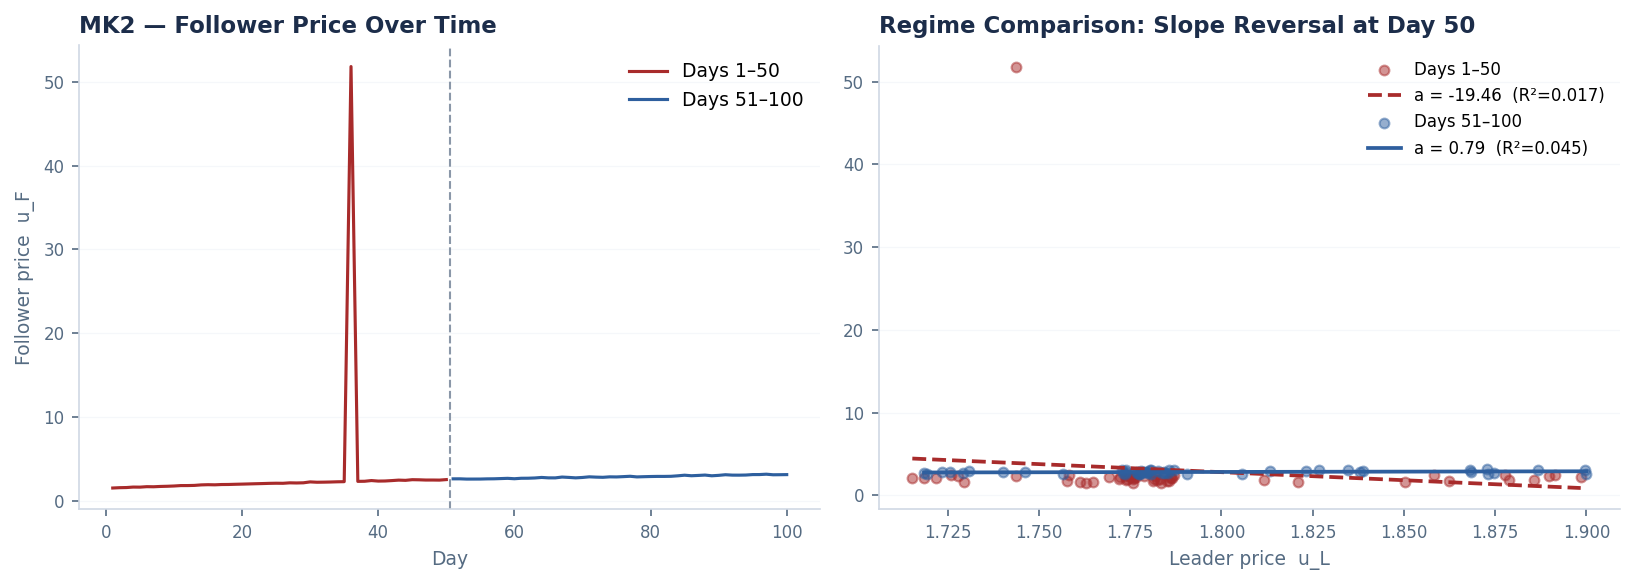 MK2 — Follower Price Over Time
Follower price u_F
50
40
30
20
10
0
Days 1–50
Days 51–100
0
20
40
60
80
100
Day
Regime Comparison: Slope Reversal at Day 50
50
40
30
20
10
0
Days 1–50
a = -19.46 (R²=0.017)
Days 51–100
a = 0.79 (R²=0.045)
1.725
1.750
1.775
1.800
1.825
1.850
1.875
1.900
Leader price u_L